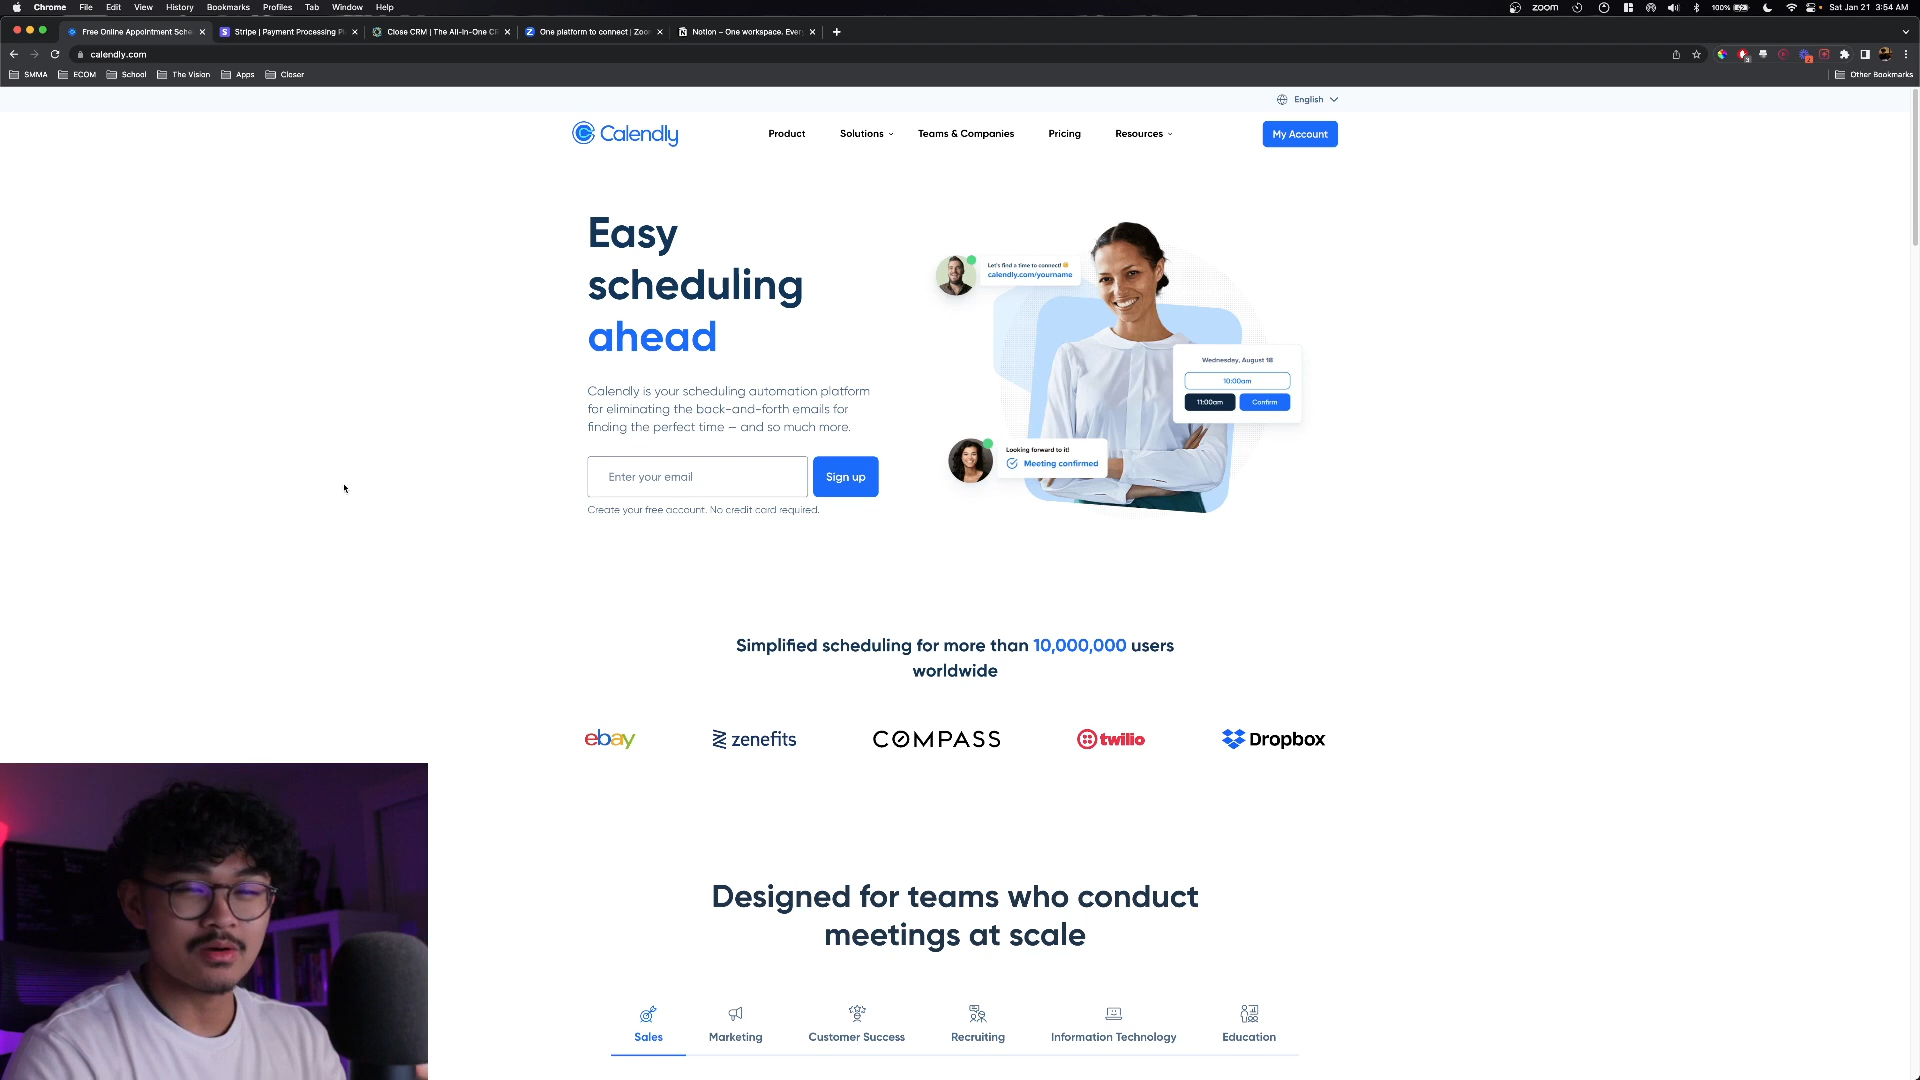 Chrome File Edit View History Bookmarks Profiles Tab Window Help
zoom 100% Sat Jan 21 3:54 AM
Free Online Appointment Sche
Stripe | Payment Processing Pl
Close CRM | The All-In-One CR
One platform to connect | Zoo
Notion – One workspace. Every
calendly.com
SMMA ECOM School The Vision Apps Closer Other Bookmarks
English
Calendly
Product Solutions Teams & Companies Pricing Resources My Account
Easy
scheduling
ahead
Calendly is your scheduling automation platform
for eliminating the back-and-forth emails for
finding the perfect time — and so much more.
Enter your email
Sign up
Create your free account. No credit card required.
Let's find a time to connect!
calendly.com/yourname
Wednesday, August 18
10:00am
11:00am Confirm
Looking forward to it!
Meeting confirmed
Simplified scheduling for more than 10,000,000 users
worldwide
ebay zenefits COMPASS twilio Dropbox
Designed for teams who conduct
meetings at scale
Sales Marketing Customer Success Recruiting Information Technology Education